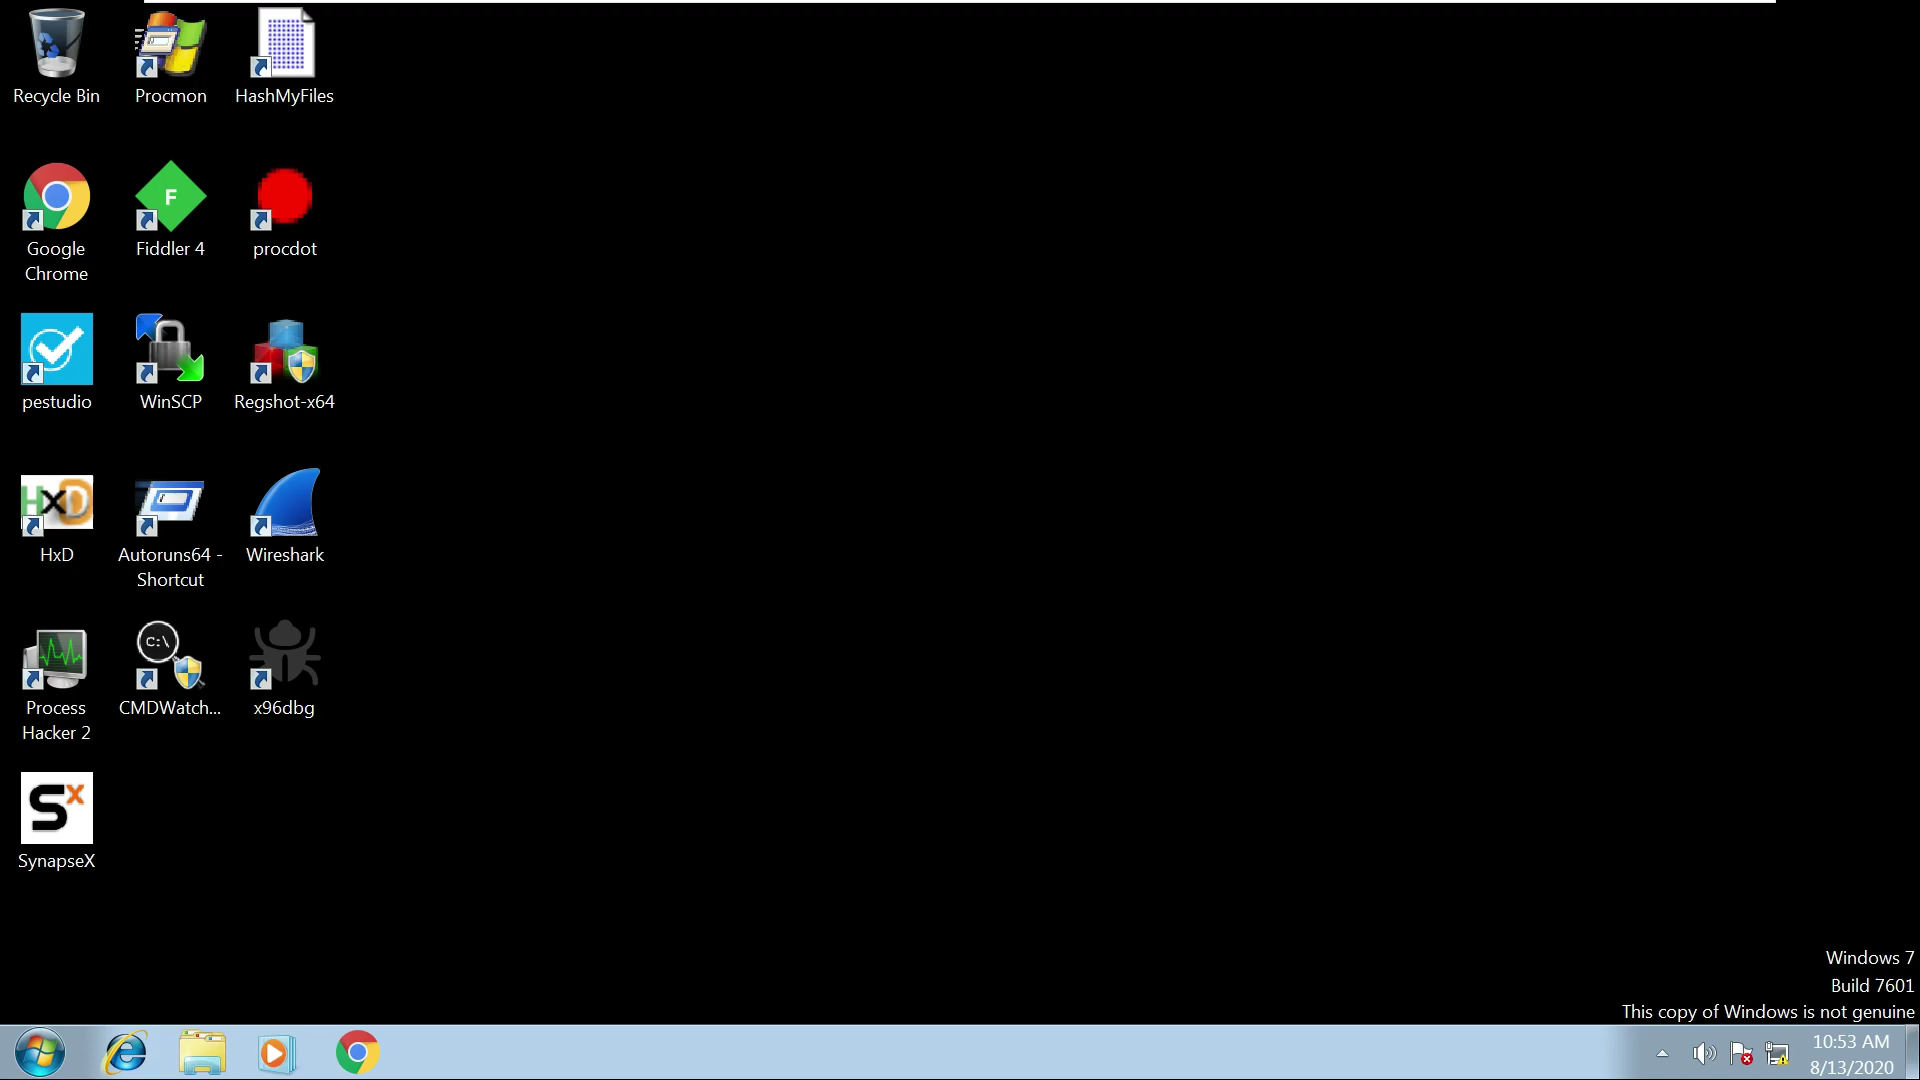 Recycle Bin
Procmon
HashMyFiles
F
Google
Chrome
Fiddler 4
procdot
pestudio
WinSCP
Regshot-x64
HxD
HxD
Autoruns64 -
Shortcut
Wireshark
C:\
Process
Hacker 2
CMDWatch...
x96dbg
Sx
SynapseX
Windows 7
Build 7601
This copy of Windows is not genuine
10:53 AM
8/13/2020